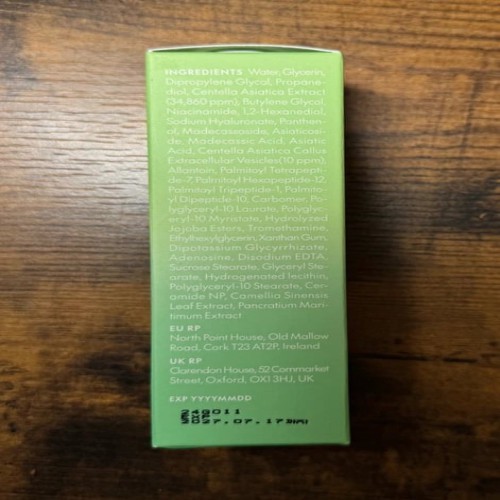 INGREDIENTS Water, Glycerin,
Dipropylene Glycol, Propane-
diol, Centella Asiatica Extract
(34,860 ppm), Butylene Glycol,
Niacinamide, 1,2-Hexanediol,
Sodium Hyaluronate, Panthen-
ol, Madecassoside, Asiaticosi-
de, Madecassic Acid, Asiatic
Acid, Centella Asiatica Callus
Extracellular Vesicles(10 ppm),
Allantoin, Palmitoyl Tetrapepti-
de-7, Palmitoyl Hexapeptide-12,
Palmitoyl Tripeptide-1, Palmito-
yl Dipeptide-10, Carbomer, Po-
lyglyceryl-10 Laurate, Polyglyc-
eryl-10 Myristate, Hydrolyzed
Jojoba Esters, Tromethamine,
Ethylhexylglycerin, Xanthan Gum,
Dipotassium Glycyrrhizate,
Adenosine, Disodium EDTA,
Sucrose Stearate, Glyceryl Ste-
arate, Hydrogenated Lecithin,
Polyglyceryl-10 Stearate, Cer-
amide NP, Camellia Sinensis
Leaf Extract, Pancratium Mari-
timum Extract
EU RP
North Point House, Old Mallow
Road, Cork T23 AT2P, Ireland
UK RP
Clarendon House, 52 Cornmarket
Street, Oxford, OX1 3HJ, UK
EXP YYYYMMDD
2027.07.17